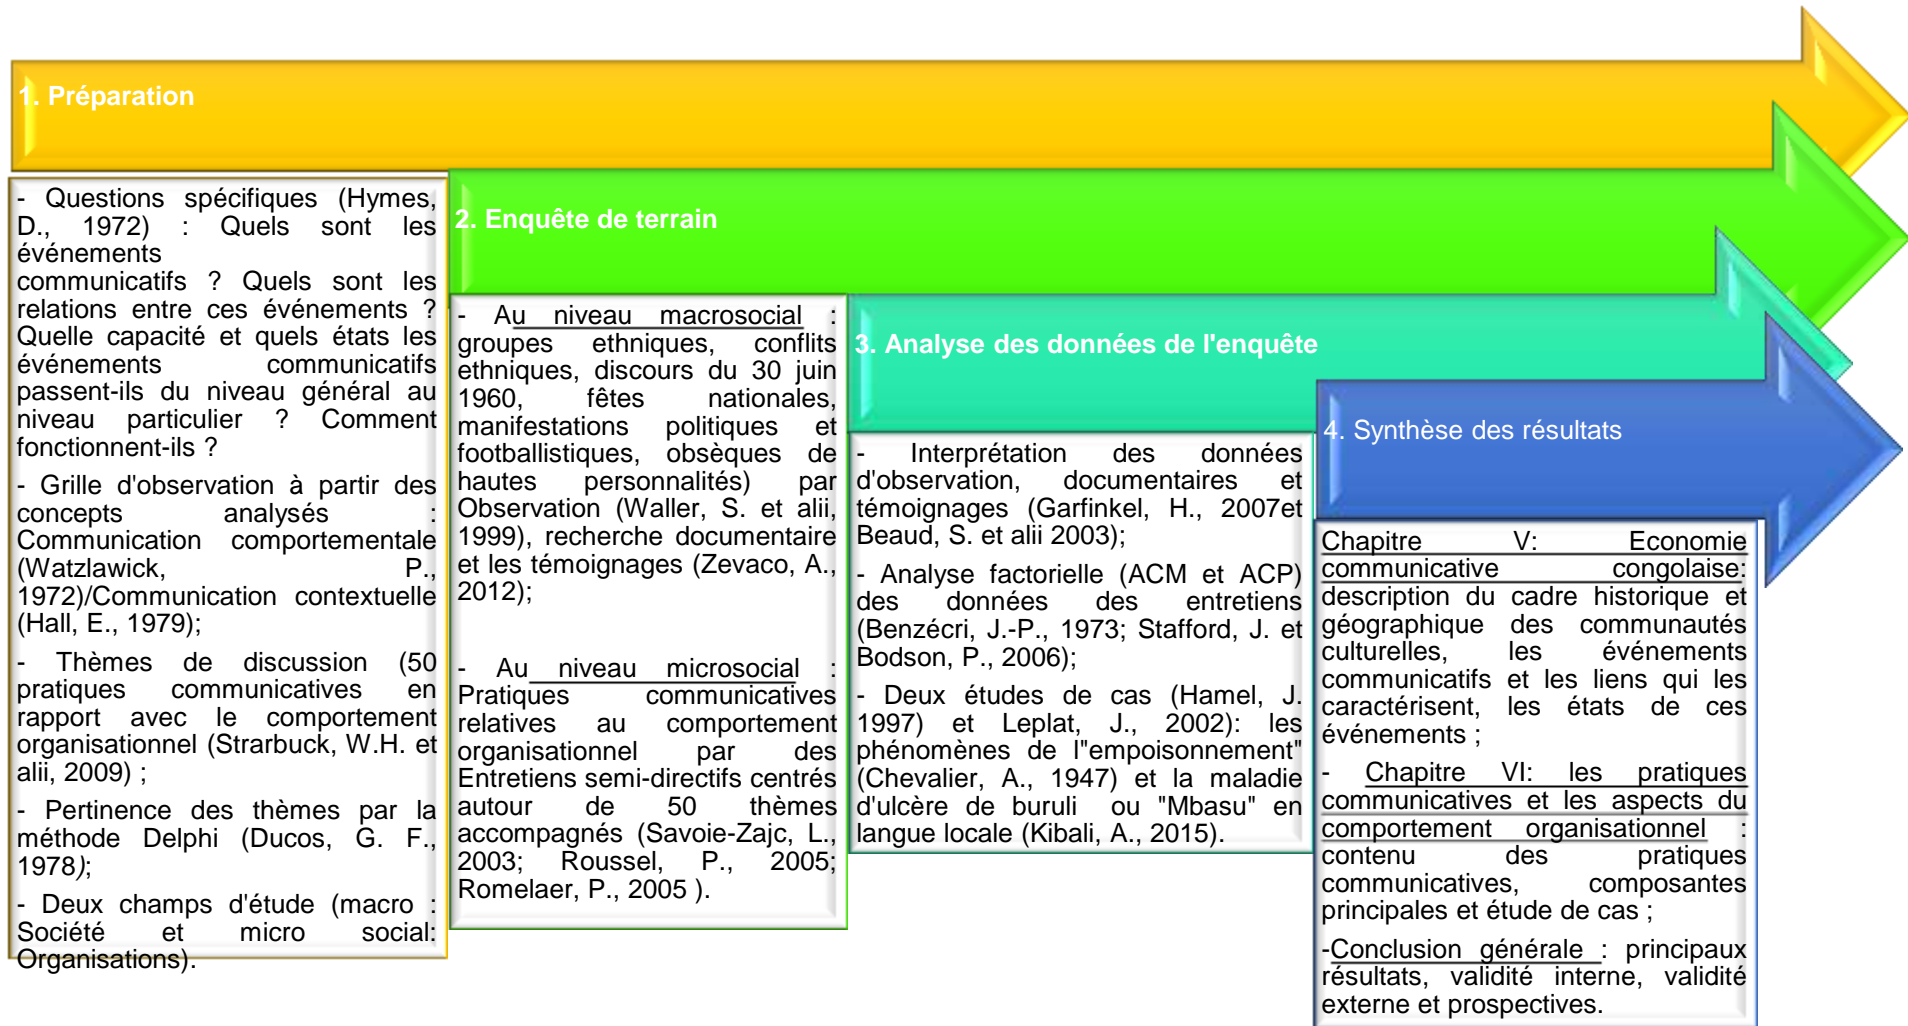 1. Préparation
- Questions spécifiques (Hymes,
D., 1972) : Quels sont les
événements
communicatifs ? Quels sont les
relations entre ces événements ?
Quelle capacité et quels états les
événements communicatifs
passent-ils du niveau général au
niveau particulier ? Comment
fonctionnent-ils ?
- Grille d'observation à partir des
concepts analysés :
Communication comportementale
(Watzlawick, P.,
1972)/Communication contextuelle
(Hall, E., 1979);
- Thèmes de discussion (50
pratiques communicatives en
rapport avec le comportement
organisationnel (Strarbuck, W.H. et
alii, 2009) ;
- Pertinence des thèmes par la
méthode Delphi (Ducos, G. F.,
1978);
- Deux champs d'étude (macro :
Société et micro social:
Organisations).
2. Enquête de terrain
- Au niveau macrosocial :
groupes ethniques, conflits
ethniques, discours du 30 juin
1960, fêtes nationales,
manifestations politiques et
footballistiques, obsèques de
hautes personnalités) par
Observation (Waller, S. et alii,
1999), recherche documentaire
et les témoignages (Zevaco, A.,
2012);
- Au niveau microsocial :
Pratiques communicatives
relatives au comportement
organisationnel par des
Entretiens semi-directifs centrés
autour de 50 thèmes
accompagnés (Savoie-Zajc, L.,
2003; Roussel, P., 2005;
Romelaer, P., 2005 ).
3. Analyse des données de l'enquête
- Interprétation des données
d'observation, documentaires et
témoignages (Garfinkel, H., 2007et
Beaud, S. et alii 2003);
- Analyse factorielle (ACM et ACP)
des données des entretiens
(Benzécri, J.-P., 1973; Stafford, J. et
Bodson, P., 2006);
- Deux études de cas (Hamel, J.
1997) et Leplat, J., 2002): les
phénomènes de l"empoisonnement"
(Chevalier, A., 1947) et la maladie
d'ulcère de buruli ou "Mbasu" en
langue locale (Kibali, A., 2015).
4. Synthèse des résultats
Chapitre V: Economie
communicative congolaise:
description du cadre historique et
géographique des communautés
culturelles, les événements
communicatifs et les liens qui les
caractérisent, les états de ces
événements ;
- Chapitre VI: les pratiques
communicatives et les aspects du
comportement organisationnel :
contenu des pratiques
communicatives, composantes
principales et étude de cas ;
-Conclusion générale : principaux
résultats, validité interne, validité
externe et prospectives.